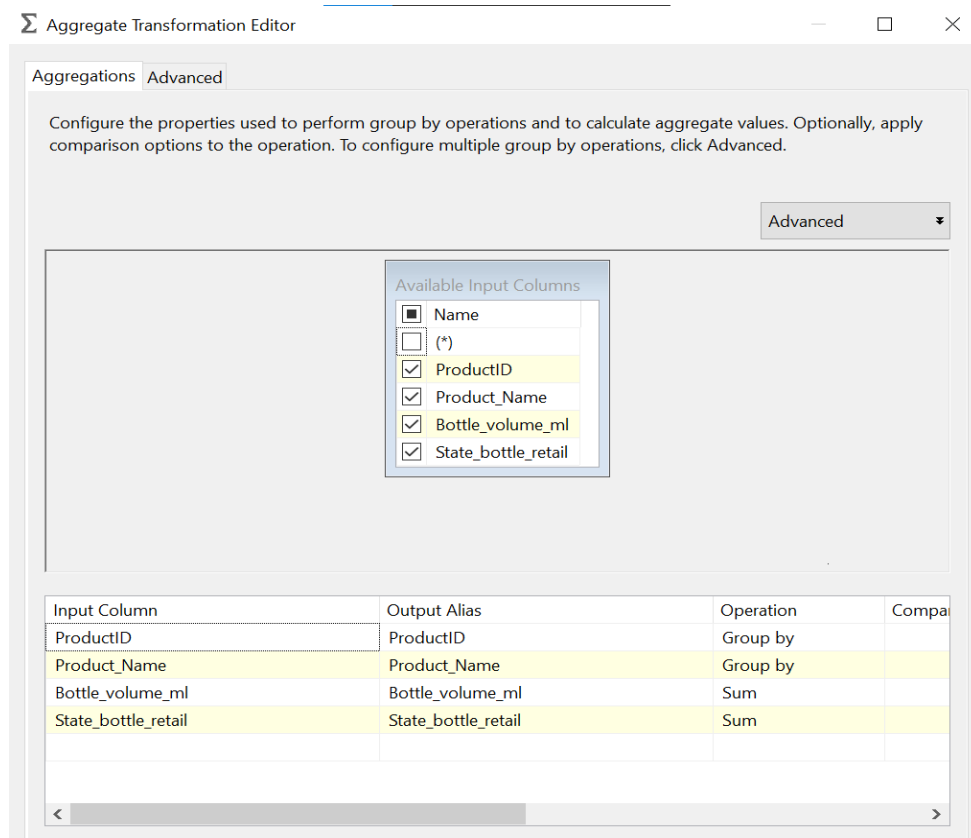 Aggregate Transformation Editor
Aggregations Advanced
Configure the properties used to perform group by operations and to calculate aggregate values. Optionally, apply
comparison options to the operation. To configure multiple group by operations, click Advanced.
Advanced
Available Input Columns
Name
(*)
ProductID
Product_Name
Bottle_volume_ml
State_bottle_retail
Input Column Output Alias Operation Compar
ProductID ProductID Group by
Product_Name Product_Name Group by
Bottle_volume_ml Bottle_volume_ml Sum
State_bottle_retail State_bottle_retail Sum